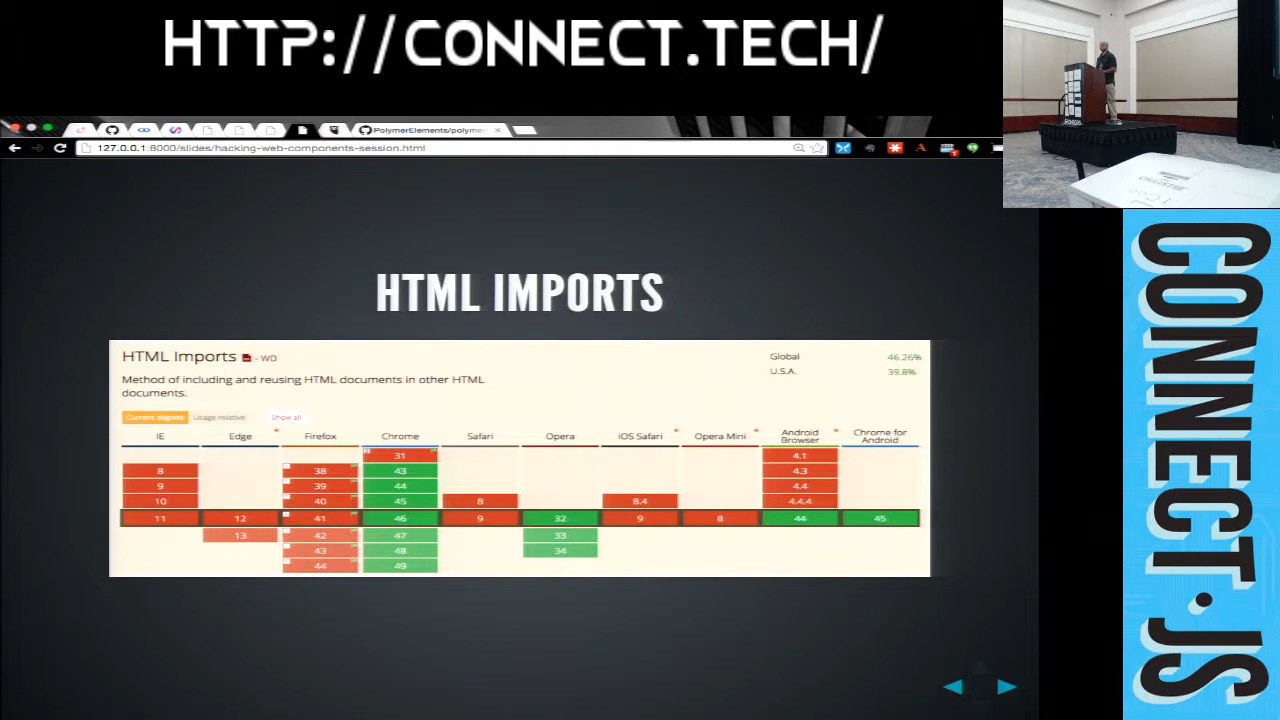 HTTP://CONNECT.TECH/
PolymerElements/polyme
127.0.0.1:8000/slides/hacking-web-components-session.html
HTML IMPORTS
HTML Imports - WD
Global 46.26%
U.S.A. 39.8%
Method of including and reusing HTML documents in other HTML
documents.
Current aligned Usage relative Show all
IE Edge Firefox Chrome Safari Opera iOS Safari Opera Mini Android Browser Chrome for Android
31 4.1
8 38 43 4.3
9 39 44 4.4
10 40 45 8 8.4 4.4.4
11 12 41 46 9 32 9 8 44 45
13 42 47 33
43 48 34
44 49
CONNECT.JS
CHRISTIE